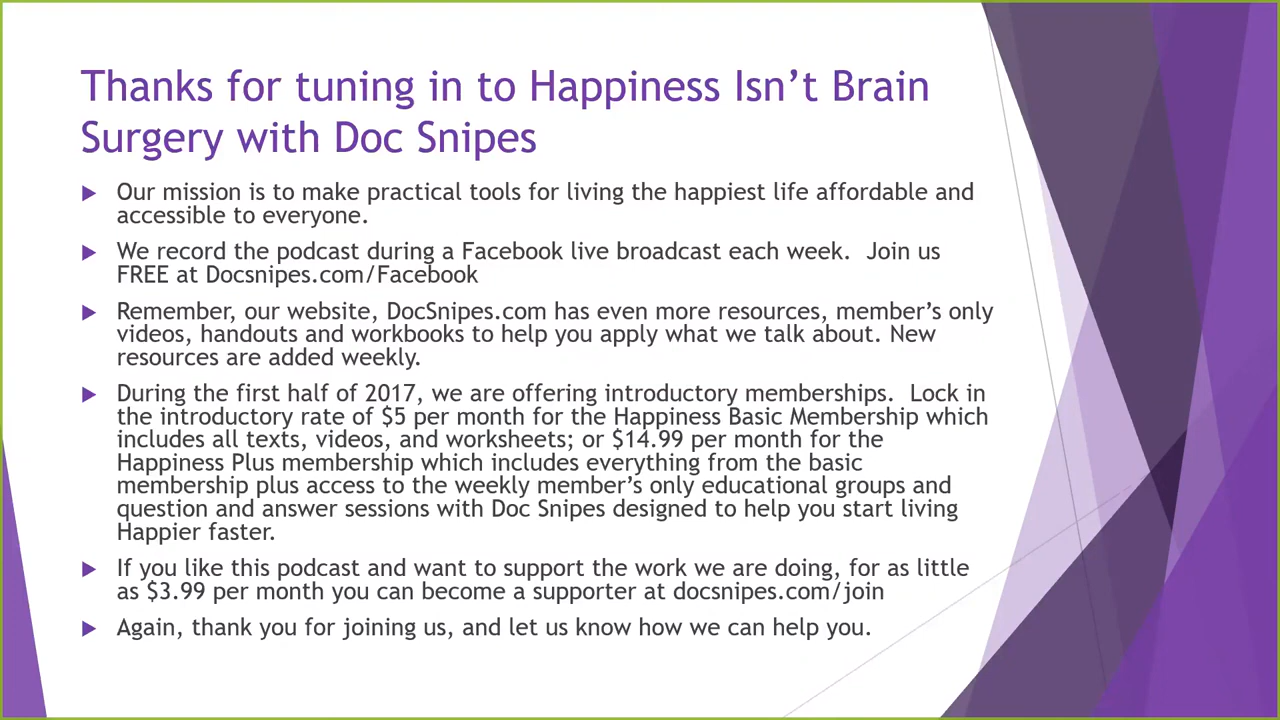 Thanks for tuning in to Happiness Isn’t Brain
Surgery with Doc Snipes
Our mission is to make practical tools for living the happiest life affordable and
accessible to everyone.
We record the podcast during a Facebook live broadcast each week.  Join us
FREE at Docsnipes.com/Facebook
Remember, our website, DocSnipes.com has even more resources, member’s only
videos, handouts and workbooks to help you apply what we talk about. New
resources are added weekly.
During the first half of 2017, we are offering introductory memberships.  Lock in
the introductory rate of $5 per month for the Happiness Basic Membership which
includes all texts, videos, and worksheets; or $14.99 per month for the
Happiness Plus membership which includes everything from the basic
membership plus access to the weekly member’s only educational groups and
question and answer sessions with Doc Snipes designed to help you start living
Happier faster.
If you like this podcast and want to support the work we are doing, for as little
as $3.99 per month you can become a supporter at docsnipes.com/join
Again, thank you for joining us, and let us know how we can help you.